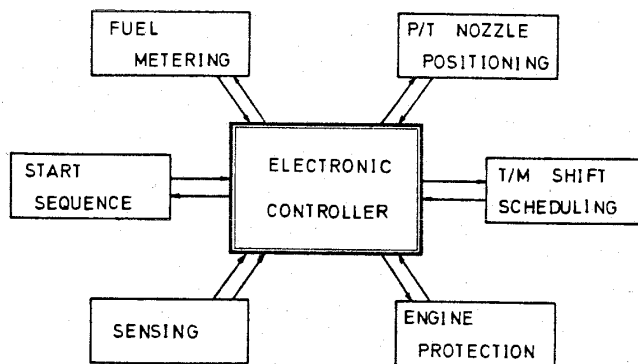 FUEL
METERING
P/T NOZZLE
POSITIONING
START
SEQUENCE
ELECTRONIC
CONTROLLER
T/M SHIFT
SCHEDULING
SENSING
ENGINE
PROTECTION